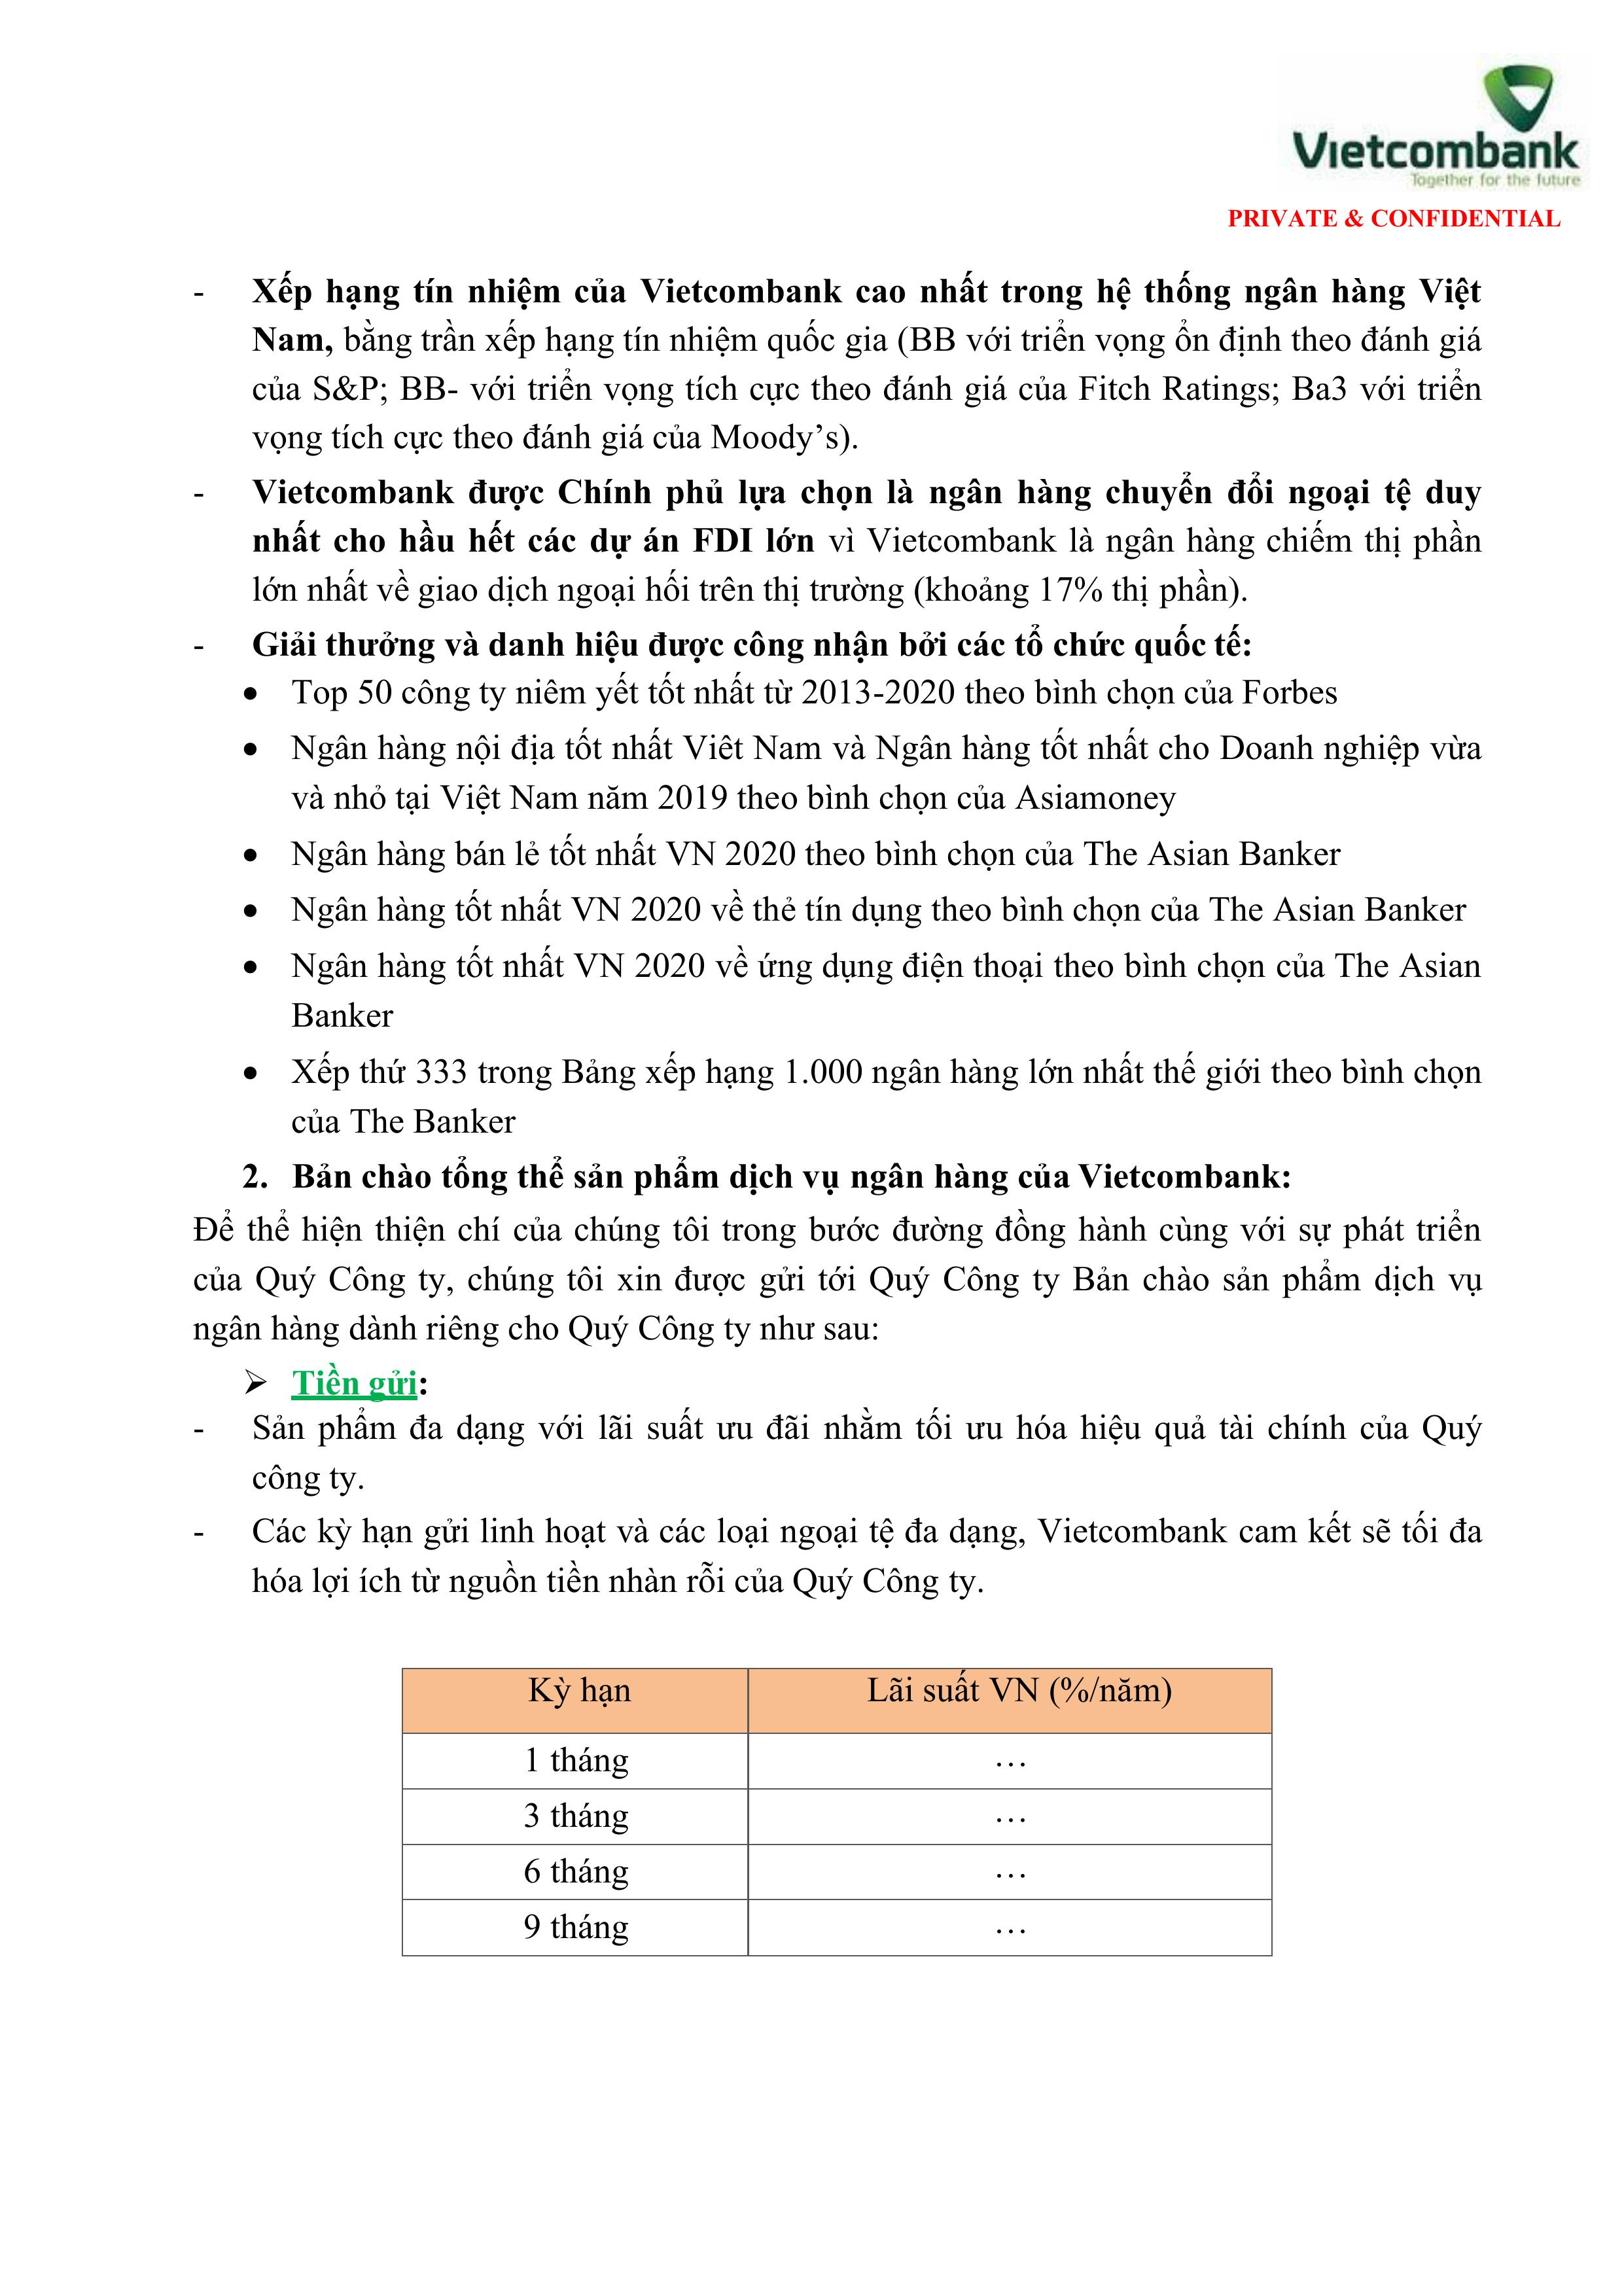 Vietcombank
Together for the future
PRIVATE & CONFIDENTIAL
- Xếp hạng tín nhiệm của Vietcombank cao nhất trong hệ thống ngân hàng Việt
Nam, bằng trần xếp hạng tín nhiệm quốc gia (BB với triển vọng ổn định theo đánh giá
của S&P; BB- với triển vọng tích cực theo đánh giá của Fitch Ratings; Ba3 với triển
vọng tích cực theo đánh giá của Moody’s).
- Vietcombank được Chính phủ lựa chọn là ngân hàng chuyển đổi ngoại tệ duy
nhất cho hầu hết các dự án FDI lớn vì Vietcombank là ngân hàng chiếm thị phần
lớn nhất về giao dịch ngoại hối trên thị trường (khoảng 17% thị phần).
- Giải thưởng và danh hiệu được công nhận bởi các tổ chức quốc tế:
• Top 50 công ty niêm yết tốt nhất từ 2013-2020 theo bình chọn của Forbes
• Ngân hàng nội địa tốt nhất Viêt Nam và Ngân hàng tốt nhất cho Doanh nghiệp vừa
và nhỏ tại Việt Nam năm 2019 theo bình chọn của Asiamoney
• Ngân hàng bán lẻ tốt nhất VN 2020 theo bình chọn của The Asian Banker
• Ngân hàng tốt nhất VN 2020 về thẻ tín dụng theo bình chọn của The Asian Banker
• Ngân hàng tốt nhất VN 2020 về ứng dụng điện thoại theo bình chọn của The Asian
Banker
• Xếp thứ 333 trong Bảng xếp hạng 1.000 ngân hàng lớn nhất thế giới theo bình chọn
của The Banker
2. Bản chào tổng thể sản phẩm dịch vụ ngân hàng của Vietcombank:
Để thể hiện thiện chí của chúng tôi trong bước đường đồng hành cùng với sự phát triển
của Quý Công ty, chúng tôi xin được gửi tới Quý Công ty Bản chào sản phẩm dịch vụ
ngân hàng dành riêng cho Quý Công ty như sau:
➢ Tiền gửi:
- Sản phẩm đa dạng với lãi suất ưu đãi nhằm tối ưu hóa hiệu quả tài chính của Quý
công ty.
- Các kỳ hạn gửi linh hoạt và các loại ngoại tệ đa dạng, Vietcombank cam kết sẽ tối đa
hóa lợi ích từ nguồn tiền nhàn rỗi của Quý Công ty.
Kỳ hạn Lãi suất VN (%/năm)
1 tháng …
3 tháng …
6 tháng …
9 tháng …